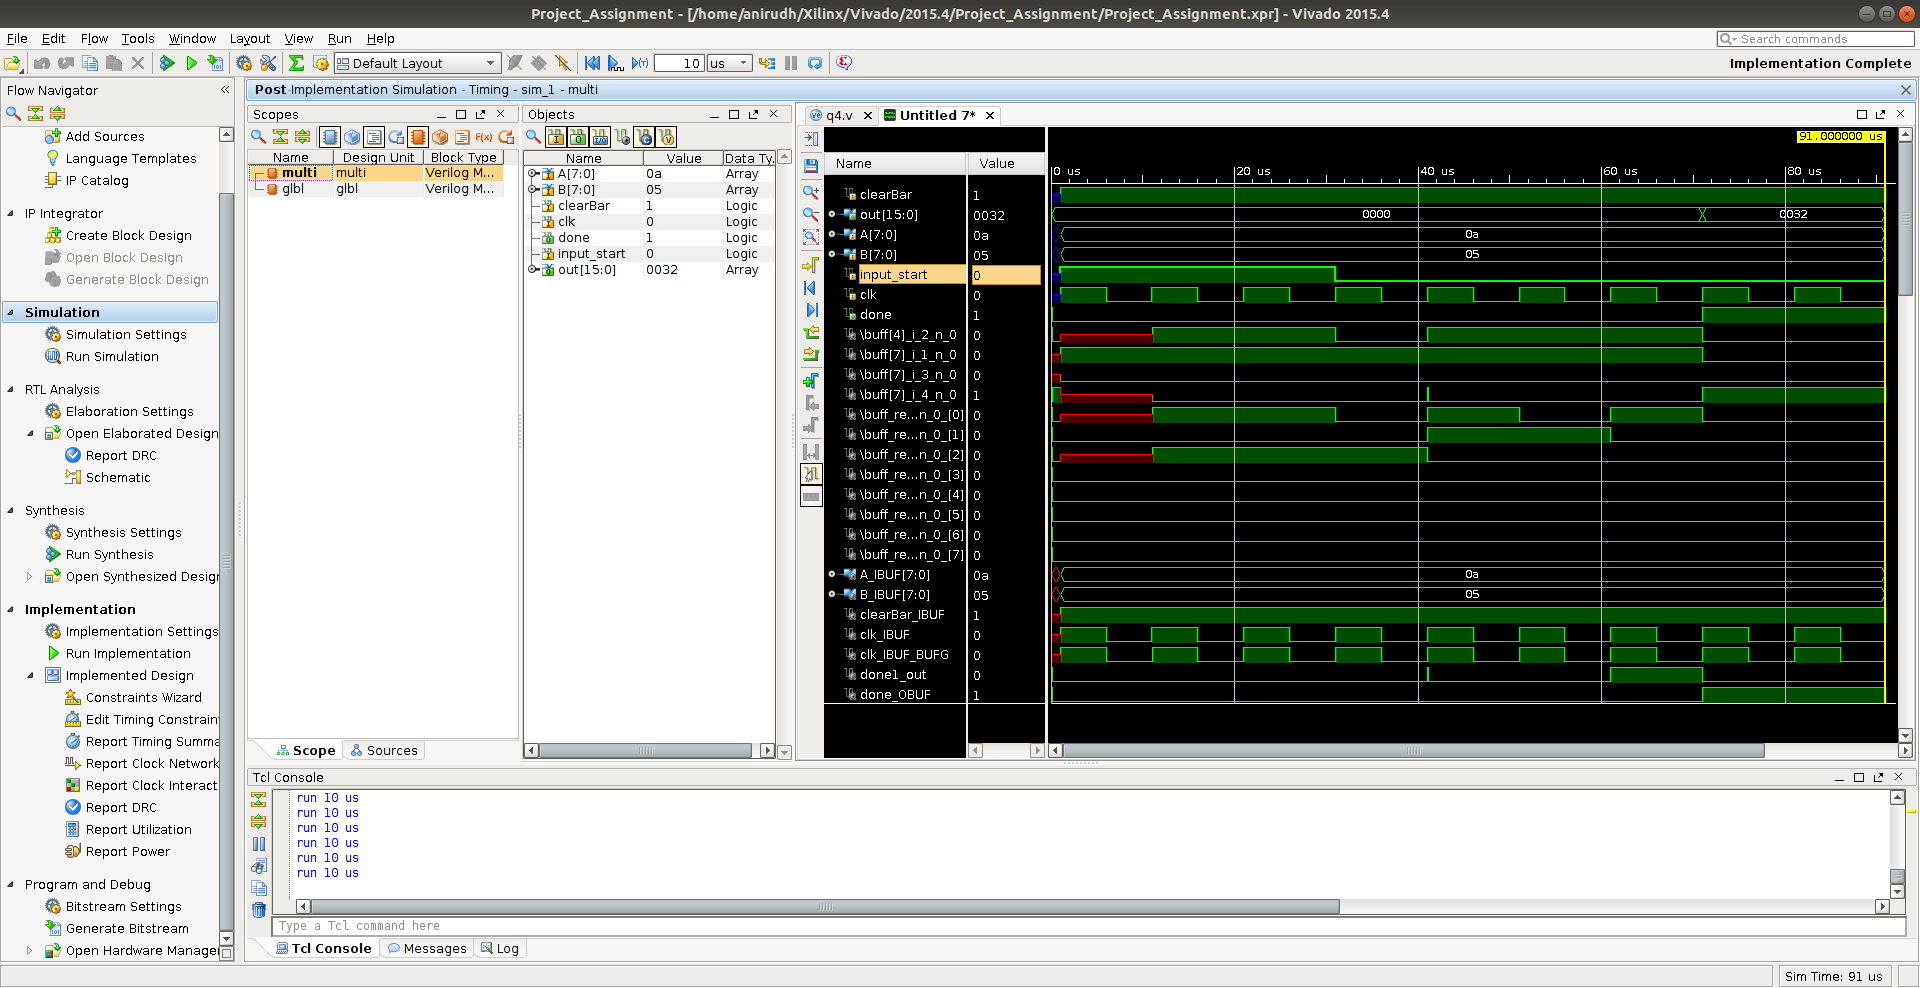 Project_Assignment - [/home/anirudh/Xilinx/Vivado/2015.4/Project_Assignment/Project_Assignment.xpr] - Vivado 2015.4
File Edit Flow Tools Window Layout View Run Help
Search commands
Default Layout
10 us
Implementation Complete
Flow Navigator
Add Sources
Language Templates
IP Catalog
IP Integrator
Create Block Design
Open Block Design
Generate Block Design
Simulation
Simulation Settings
Run Simulation
RTL Analysis
Elaboration Settings
Open Elaborated Design
Report DRC
Schematic
Synthesis
Synthesis Settings
Run Synthesis
Open Synthesized Desigr
Implementation
Implementation Settings
Run Implementation
Implemented Design
Constraints Wizard
Edit Timing Constrain
Report Timing Summa
Report Clock Network
Report Clock Interact
Report DRC
Report Utilization
Report Power
Program and Debug
Bitstream Settings
Generate Bitstream
Open Hardware Manager
Post-Implementation Simulation - Timing - sim_1 - multi
Scopes
Name Design Unit Block Type
multi multi Verilog M...
glbl glbl Verilog M...
Scope Sources
Objects
Name Value Data Ty.
A[7:0] 0a Array
B[7:0] 05 Array
clearBar 1 Logic
clk 0 Logic
done 1 Logic
input_start 0 Logic
out[15:0] 0032 Array
q4.v Untitled 7*
91.000000 us
Name Value
0 us 20 us 40 us 60 us 80 us
clearBar 1
out[15:0] 0032 0000 0032
A[7:0] 0a 0a
B[7:0] 05 05
input_start 0
clk 0
done 1
\buff[4]_i_2_n_0 0
\buff[7]_i_1_n_0 0
\buff[7]_i_3_n_0 0
\buff[7]_i_4_n_0 1
\buff_re...n_0_[0] 0
\buff_re...n_0_[1] 0
\buff_re...n_0_[2] 0
\buff_re...n_0_[3] 0
\buff_re...n_0_[4] 0
\buff_re...n_0_[5] 0
\buff_re...n_0_[6] 0
\buff_re...n_0_[7] 0
A_IBUF[7:0] 0a 0a
B_IBUF[7:0] 05 05
clearBar_IBUF 1
clk_IBUF 0
clk_IBUF_BUFG 0
done1_out 0
done_OBUF 1
Tcl Console
run 10 us
run 10 us
run 10 us
run 10 us
run 10 us
run 10 us
Type a Tcl command here
Tcl Console Messages Log
Sim Time: 91 us